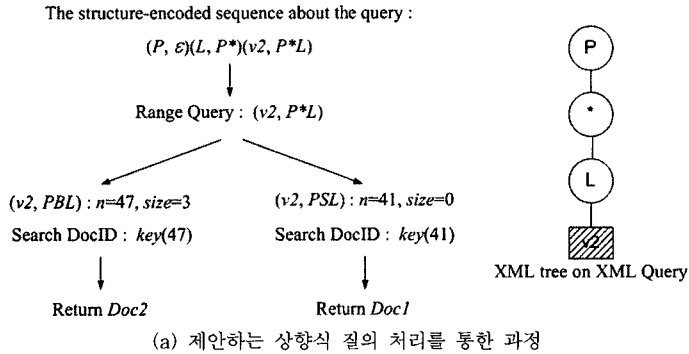 The structure-encoded sequence about the query :
(P, ε)(L, P*)(v2, P*L)
Range Query : (v2, P*L)
(v2, PBL) : n=47, size=3
Search DocID : key(47)
Return Doc2
(v2, PSL) : n=41, size=0
Search DocID : key(41)
Return Doc1
P
*
L
v2
XML tree on XML Query
(a) 제안하는 상향식 질의 처리를 통한 과정